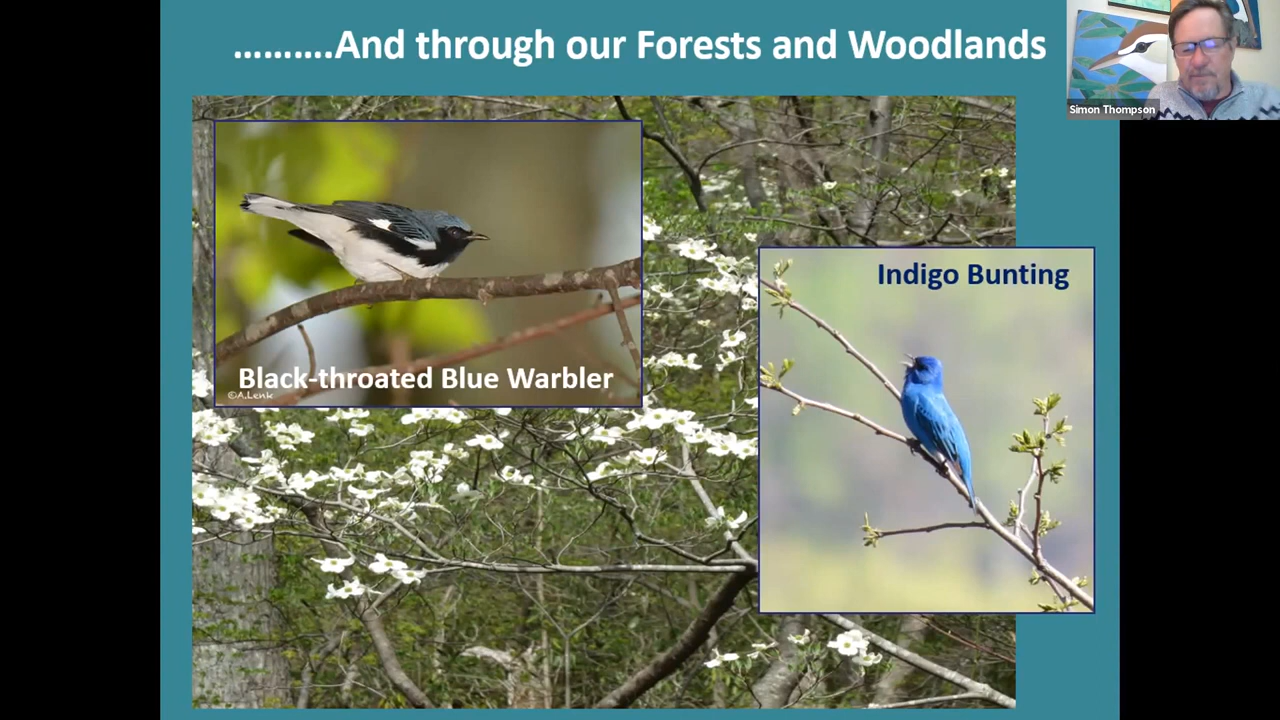 ..........And through our Forests and Woodlands
Simon Thompson
Indigo Bunting
Black-throated Blue Warbler
©A.Lenk